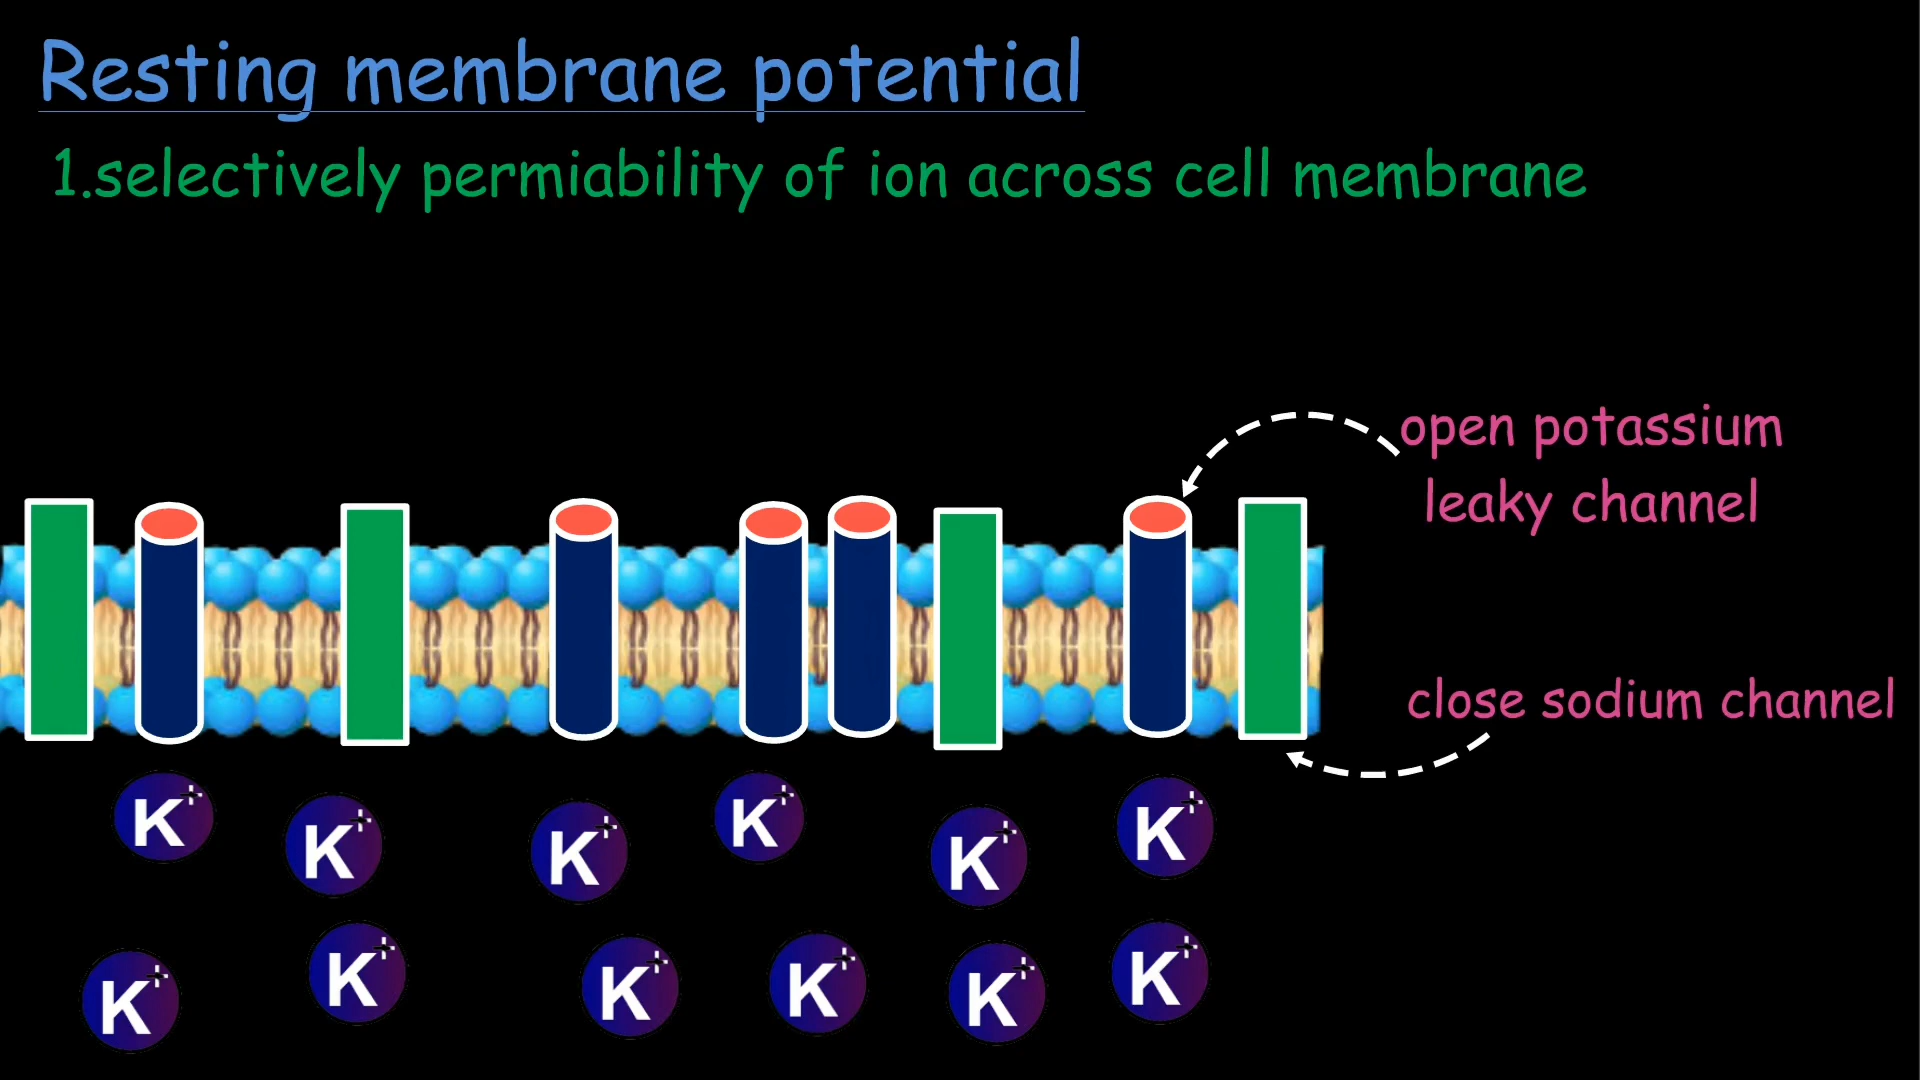 Resting membrane potential
1.selectively permiability of ion across cell membrane
open potassium
leaky channel
close sodium channel
K+ K+ K+ K+ K+ K+
K+ K+ K+ K+ K+ K+